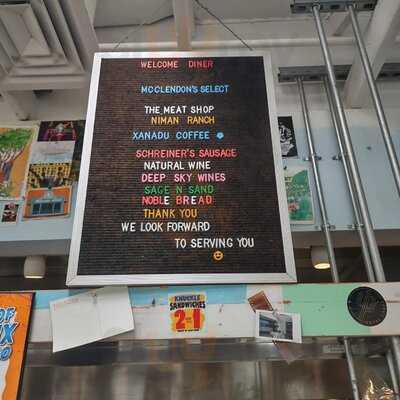 WELCOME DINER
MCCLENDON'S SELECT
THE MEAT SHOP
NIMAN RANCH
XANADU COFFEE
SCHREINER'S SAUSAGE
NATURAL WINE
DEEP SKY WINES
SAGE N SAND
NOBLE BREAD
THANK YOU
WE LOOK FORWARD
TO SERVING YOU
KNUCKLE
SANDWICHES
2 1
OF